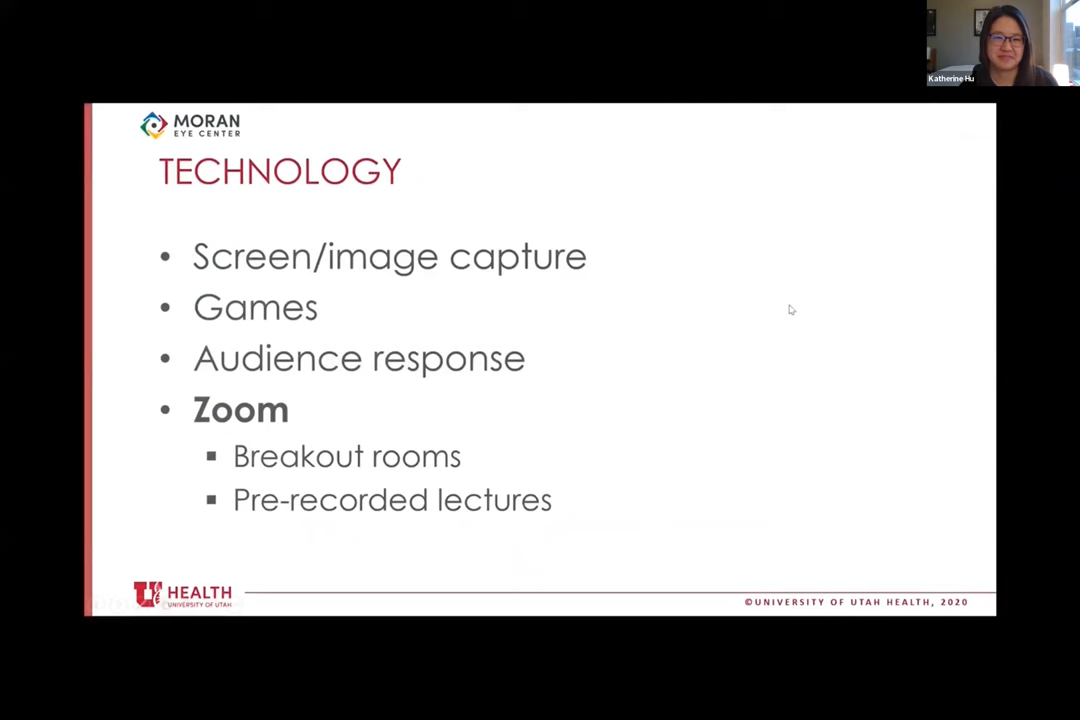 Katherine Hu
MORAN
EYE CENTER
TECHNOLOGY
• Screen/image capture
• Games
• Audience response
• Zoom
▪ Breakout rooms
▪ Pre-recorded lectures
U HEALTH
UNIVERSITY OF UTAH
©UNIVERSITY OF UTAH HEALTH, 2020